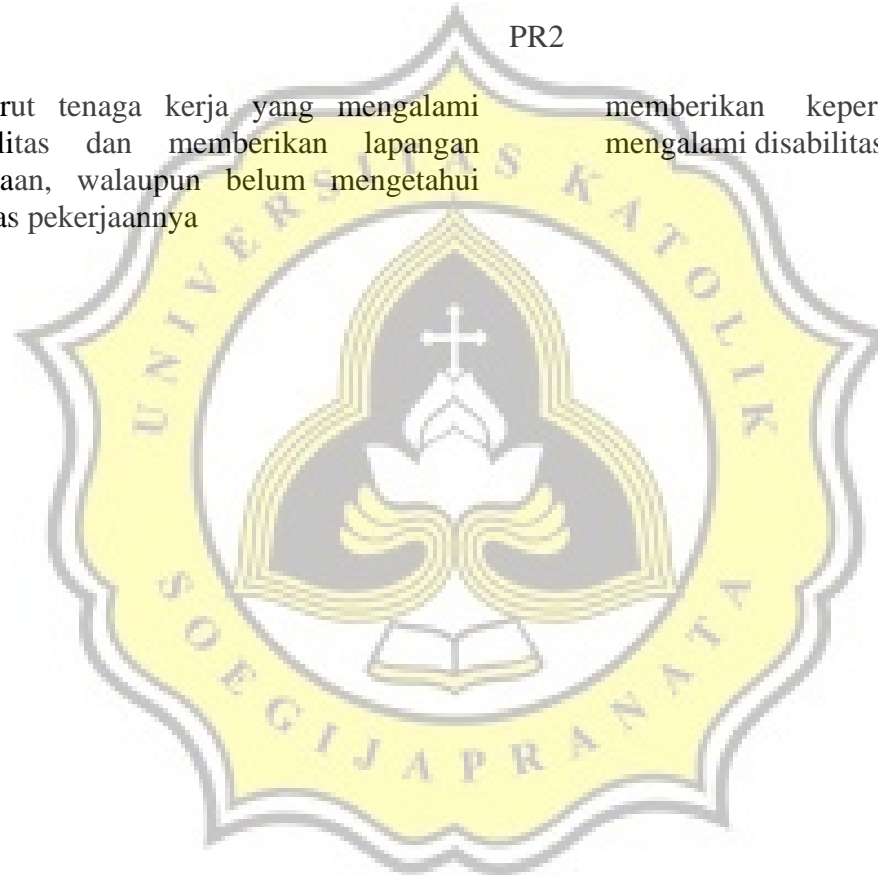 PR2
rut tenaga kerja yang mengalami
litas dan memberikan lapangan
aan, walaupun belum mengetahui
as pekerjaannya
memberikan keper
mengalami disabilitas
UNIVERSITAS KATOLIK
SOEGIJAPRANATA